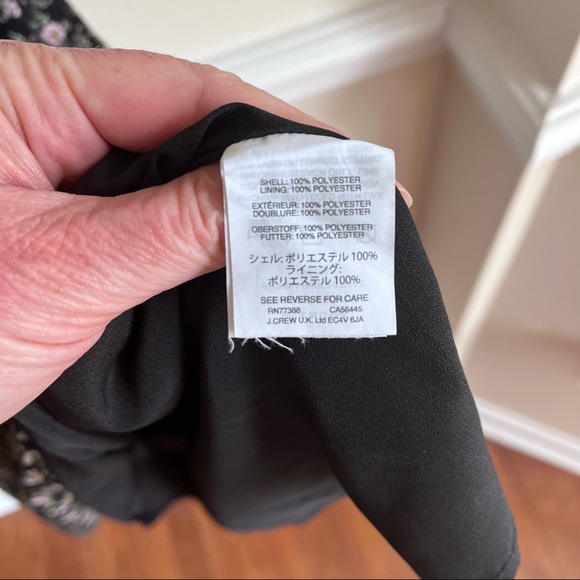 SHELL: 100% POLYESTER
LINING: 100% POLYESTER
EXTÉRIEUR: 100% POLYESTER
DOUBLURE: 100% POLYESTER
OBERSTOFF: 100% POLYESTER
FUTTER: 100% POLYESTER
シェル: ポリエステル 100%
ライニング:
ポリエステル 100%
SEE REVERSE FOR CARE
RN77388 CA56445
J.CREW U.K. Ltd EC4V 6JA